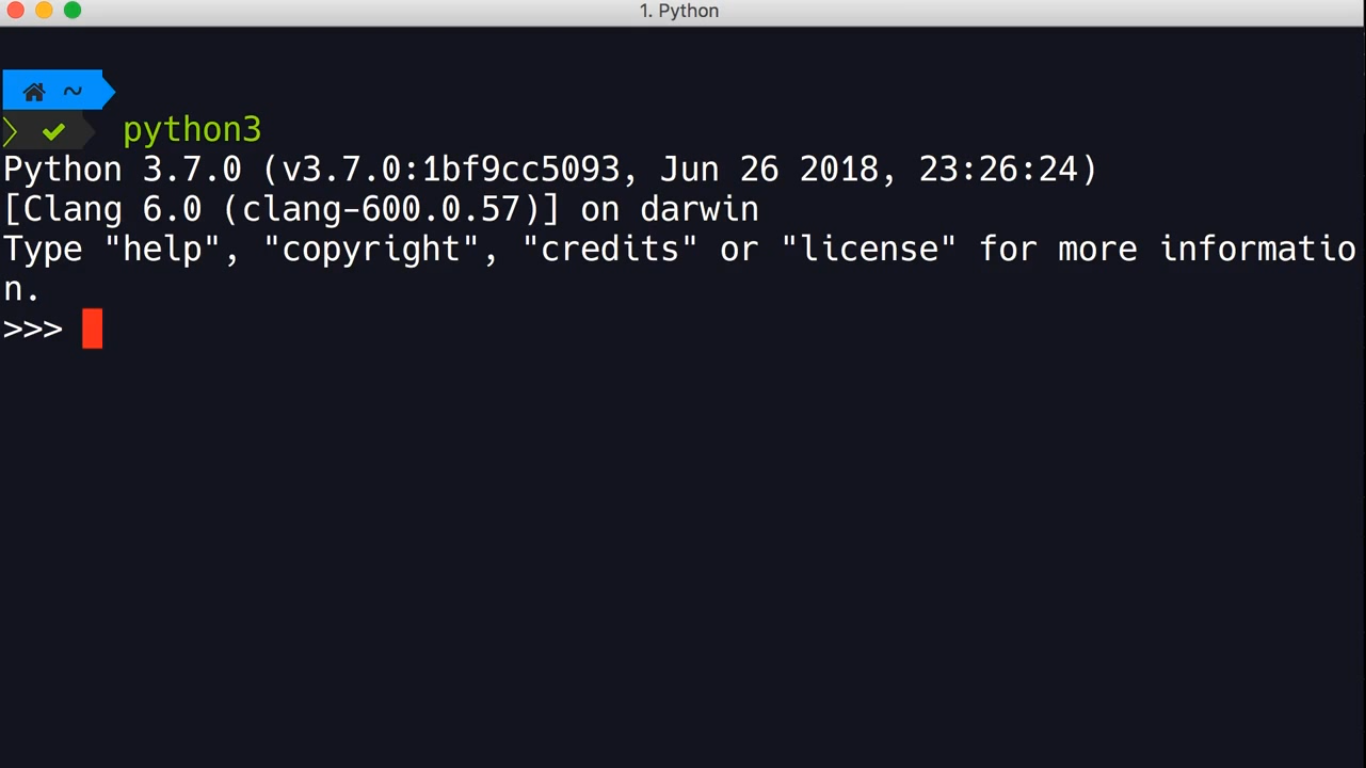 1. Python
~
python3
Python 3.7.0 (v3.7.0:1bf9cc5093, Jun 26 2018, 23:26:24)
[Clang 6.0 (clang-600.0.57)] on darwin
Type "help", "copyright", "credits" or "license" for more informatio
n.
>>>